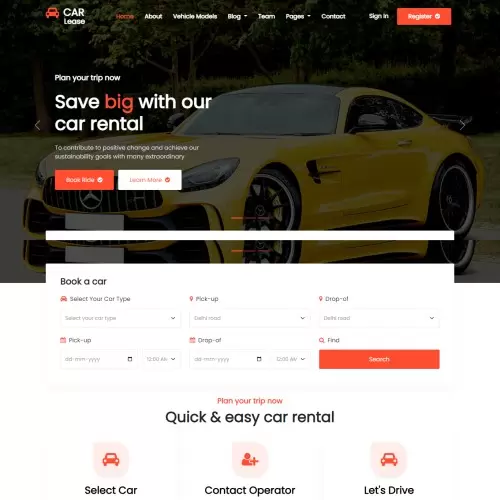 CAR
Lease
Home About Vehicle Models Blog Team Pages Contact Sign in Register
Plan your trip now
Save big with our
car rental
To contribute to positive change and achieve our
sustainability goals with many extraordinary
Book Ride Learn More
Book a car
Select Your Car Type Pick-up Drop-of
Select your car type Delhi road Delhi road
Pick-up Drop-of Find
dd-mm-yyyy 12:00 AM dd-mm-yyyy 12:00 AM Search
Plan your trip now
Quick & easy car rental
Select Car Contact Operator Let's Drive